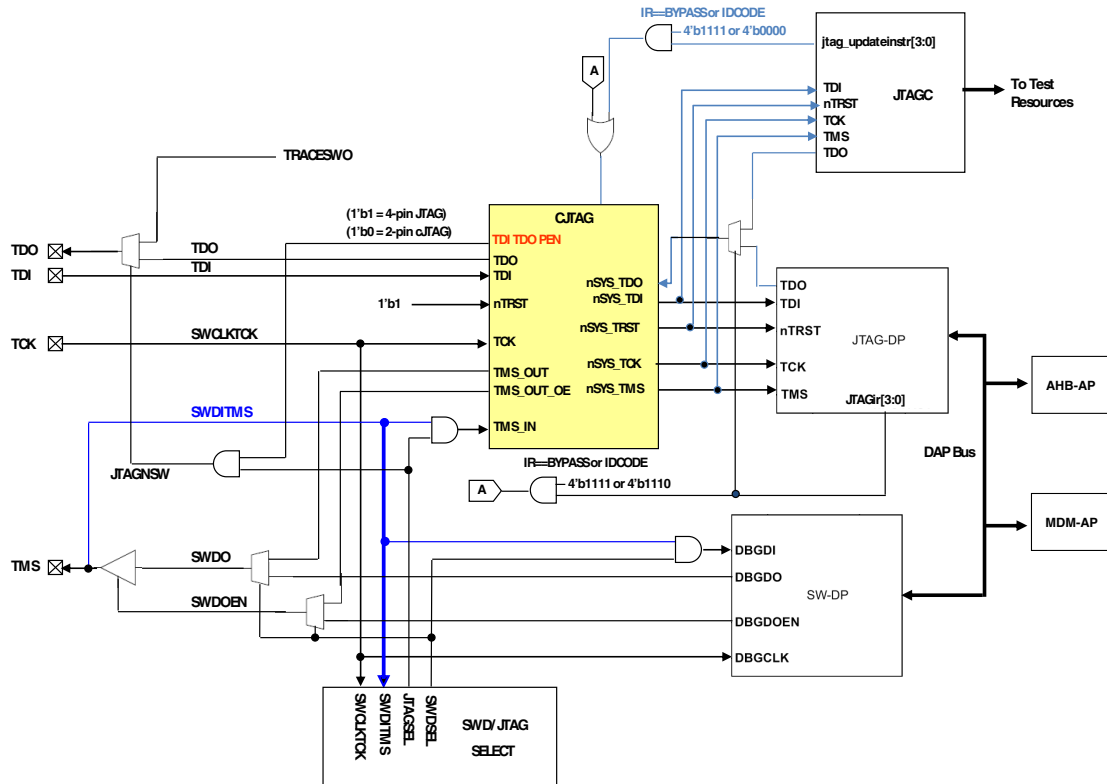 IR==BYPASS or IDCODE
4'b1111 or 4'b0000
jtag_updateinstr[3:0]
A
JTAGC
To Test
Resources
TDI
nTRST
TCK
TMS
TDO
TRACESWO
(1'b1 = 4-pin JTAG)
(1'b0 = 2-pin cJTAG)
CJTAG
TDI TDO PEN
TDO
TDO
TDO
TDI
TDI
TDI
nSYS_TDO
nSYS_TDI
TDO
TDI
1'b1
nTRST
nSYS_TRST
nTRST
JTAG-DP
TCK
SWCLKTCK
TCK
nSYS_TCK
TCK
TMS_OUT
TMS_OUT_OE
nSYS_TMS
TMS
JTAGir[3:0]
AHB-AP
SWDITMS
TMS_IN
IR==BYPASS or IDCODE
4'b1111 or 4'b1110
A
JTAGNSW
DAP Bus
MDM-AP
TMS
SWDO
SWDOEN
DBGDI
DBGDO
SW-DP
DBGDOEN
DBGCLK
SWCLKTCK
SWDITMS
JTAGSEL
SWDSEL
SWD/JTAG
SELECT